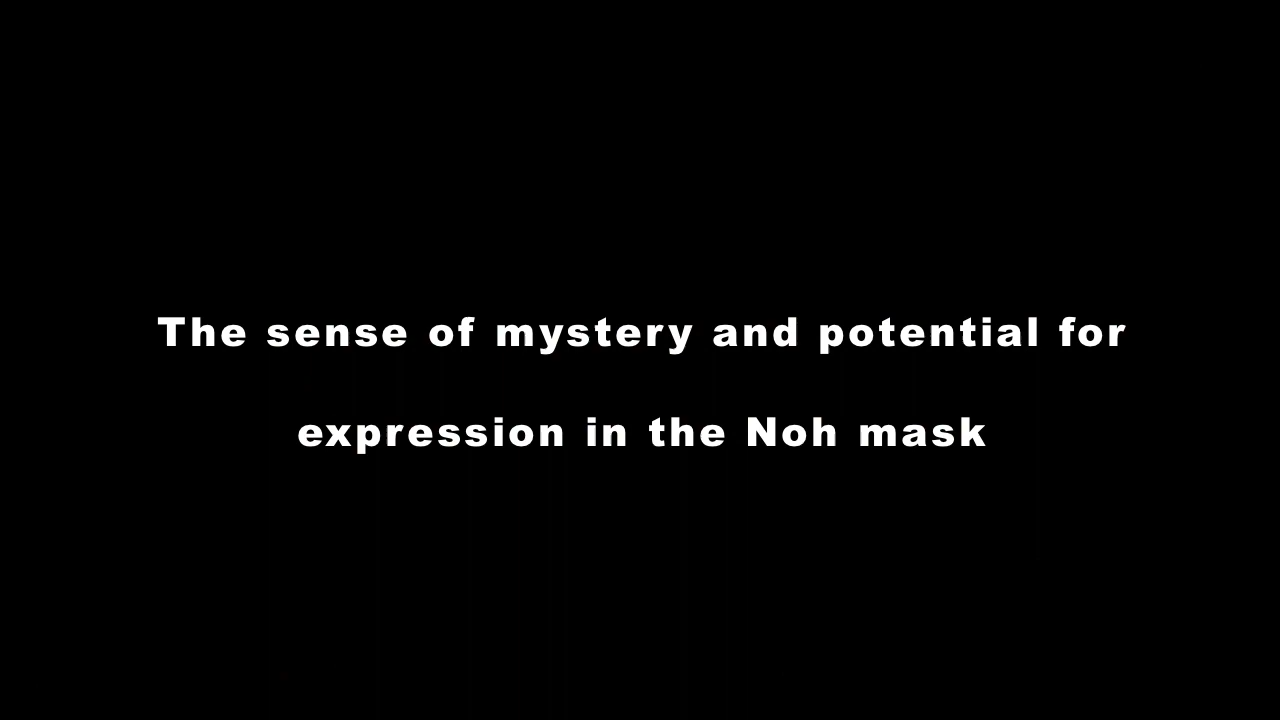 The sense of mystery and potential for
expression in the Noh mask